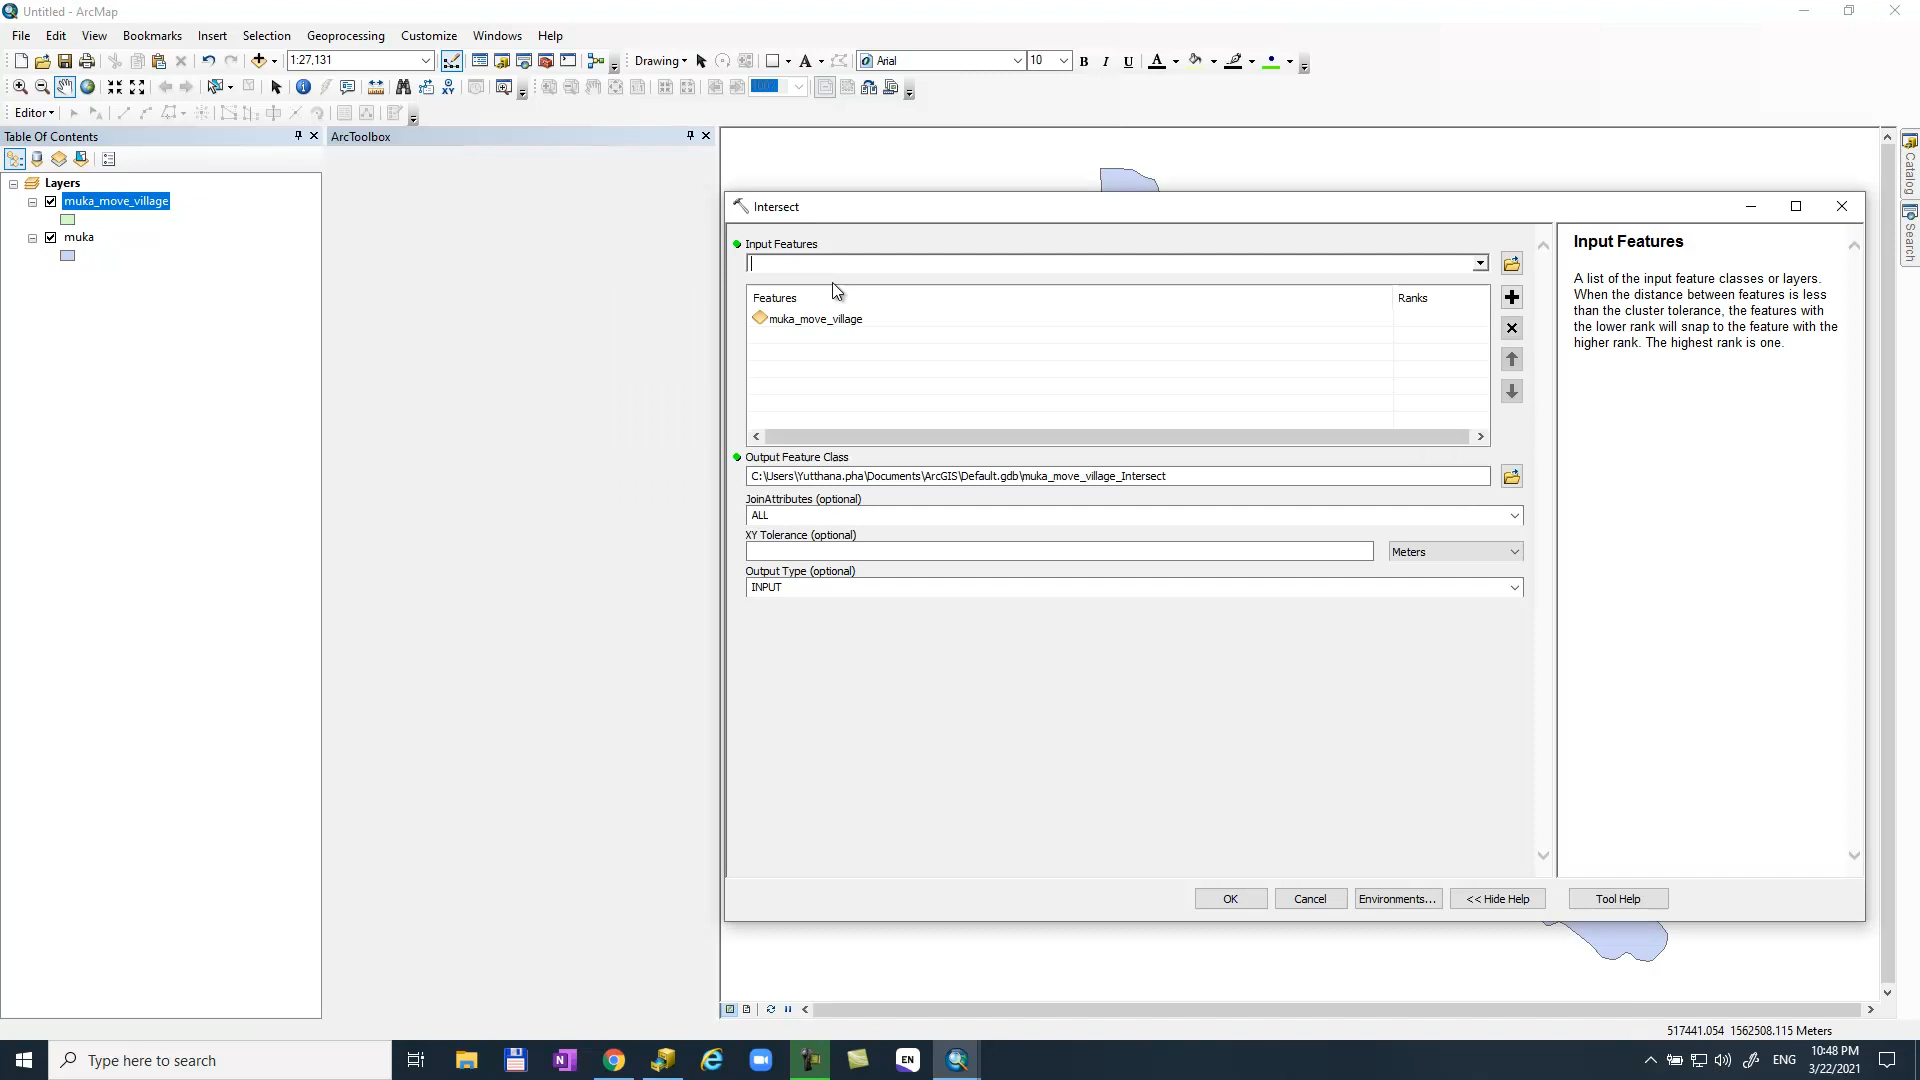 Untitled - ArcMap
File Edit View Bookmarks Insert Selection Geoprocessing Customize Windows Help
1:27,131 Drawing Arial 10 B I U A
100%
Editor
Table Of Contents
ArcToolbox
Layers
muka_move_village
muka
Intersect
Input Features
Features Ranks
muka_move_village
Output Feature Class
C:\Users\Yutthana.pha\Documents\ArcGIS\Default.gdb\muka_move_village_Intersect
JoinAttributes (optional)
ALL
XY Tolerance (optional)
Meters
Output Type (optional)
INPUT
OK Cancel Environments... << Hide Help Tool Help
Input Features
A list of the input feature classes or layers.
When the distance between features is less
than the cluster tolerance, the features with
the lower rank will snap to the feature with the
higher rank. The highest rank is one.
Catalog
Search
517441.054 1562508.115 Meters
Type here to search
EN
ENG
10:48 PM
3/22/2021